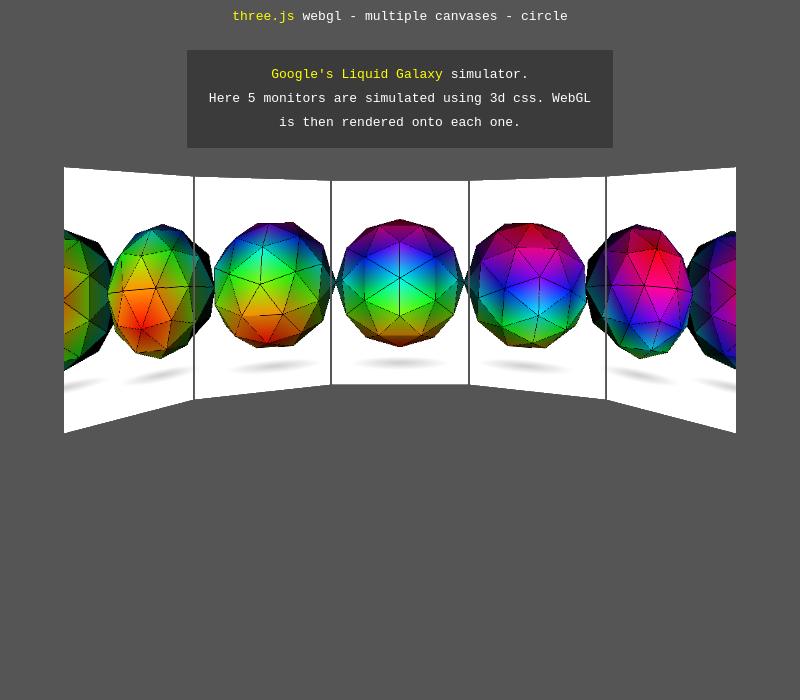 three.js webgl - multiple canvases - circle
Google's Liquid Galaxy simulator.
Here 5 monitors are simulated using 3d css. WebGL
is then rendered onto each one.